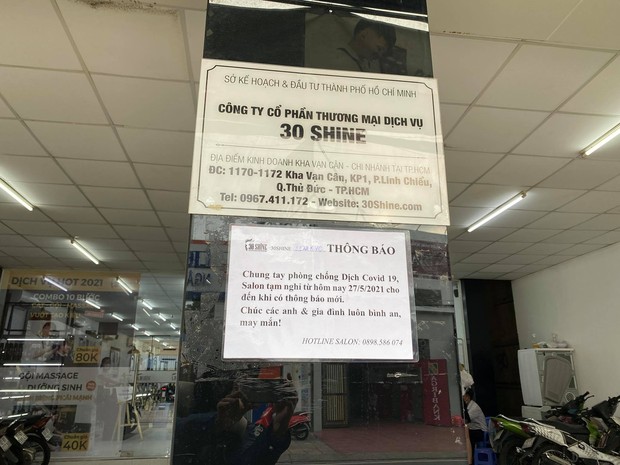 SỞ KẾ HOẠCH & ĐẦU TƯ THÀNH PHỐ HỒ CHÍ MINH
CÔNG TY CỔ PHẦN THƯƠNG MẠI DỊCH VỤ
30 SHINE
ĐỊA ĐIỂM KINH DOANH KHA VẠN CÂN - CHI NHÁNH TẠI TP.HCM
ĐC: 1170-1172 Kha Vạn Cân, KP1, P.Linh Chiểu,
Q.Thủ Đức - TP.HCM
Tel: 0967.411.172 - Website: 30Shine.com
30 SHINE
THÔNG BÁO
Chung tay phòng chống Dịch Covid 19,
Salon tạm nghỉ từ hôm nay 27/5/2021 cho
đến khi có thông báo mới.
Chúc các anh & gia đình luôn bình an,
may mắn!
HOTLINE SALON: 0898.586.074
DỊCH VỤ HOT 2021
COMBO 10 BƯỚC
80K
GỘI MASSAGE
DƯỠNG SINH
40K